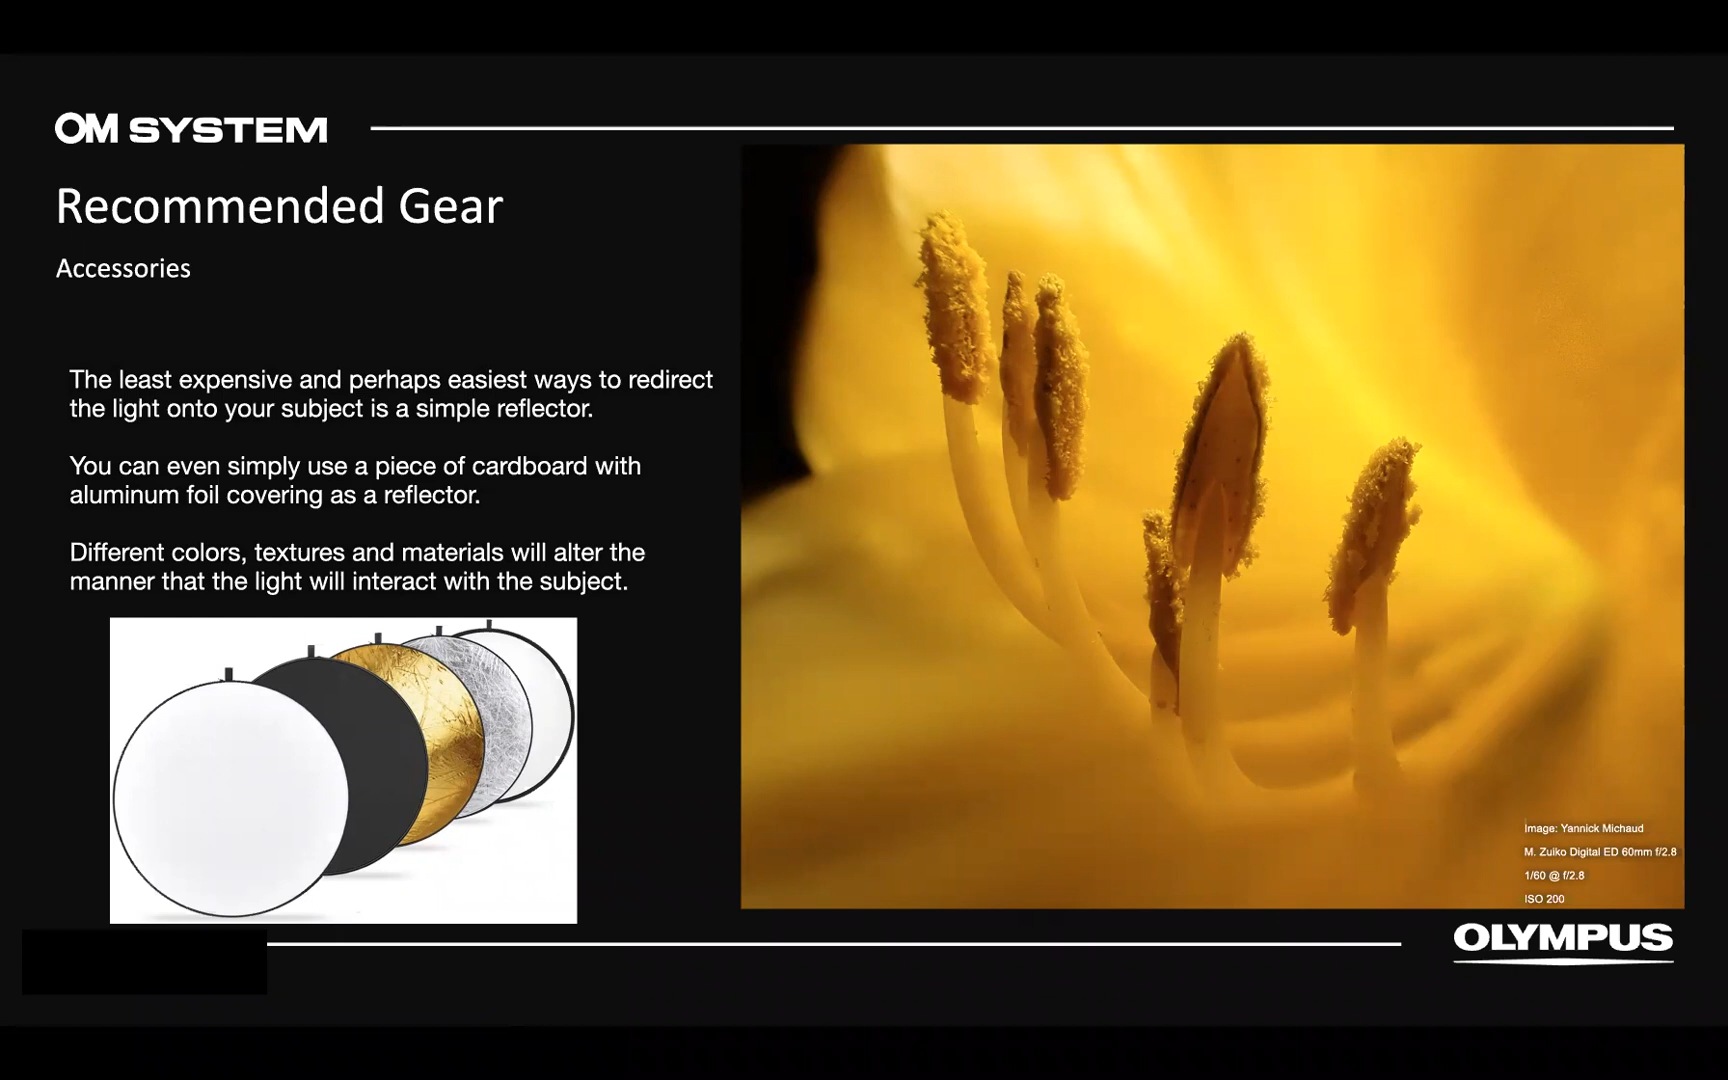 OM SYSTEM
Recommended Gear
Accessories
The least expensive and perhaps easiest ways to redirect
the light onto your subject is a simple reflector.
You can even simply use a piece of cardboard with
aluminum foil covering as a reflector.
Different colors, textures and materials will alter the
manner that the light will interact with the subject.
Image: Yannick Michaud
M. Zuiko Digital ED 60mm f/2.8
1/60 @ f/2.8
ISO 200
OLYMPUS